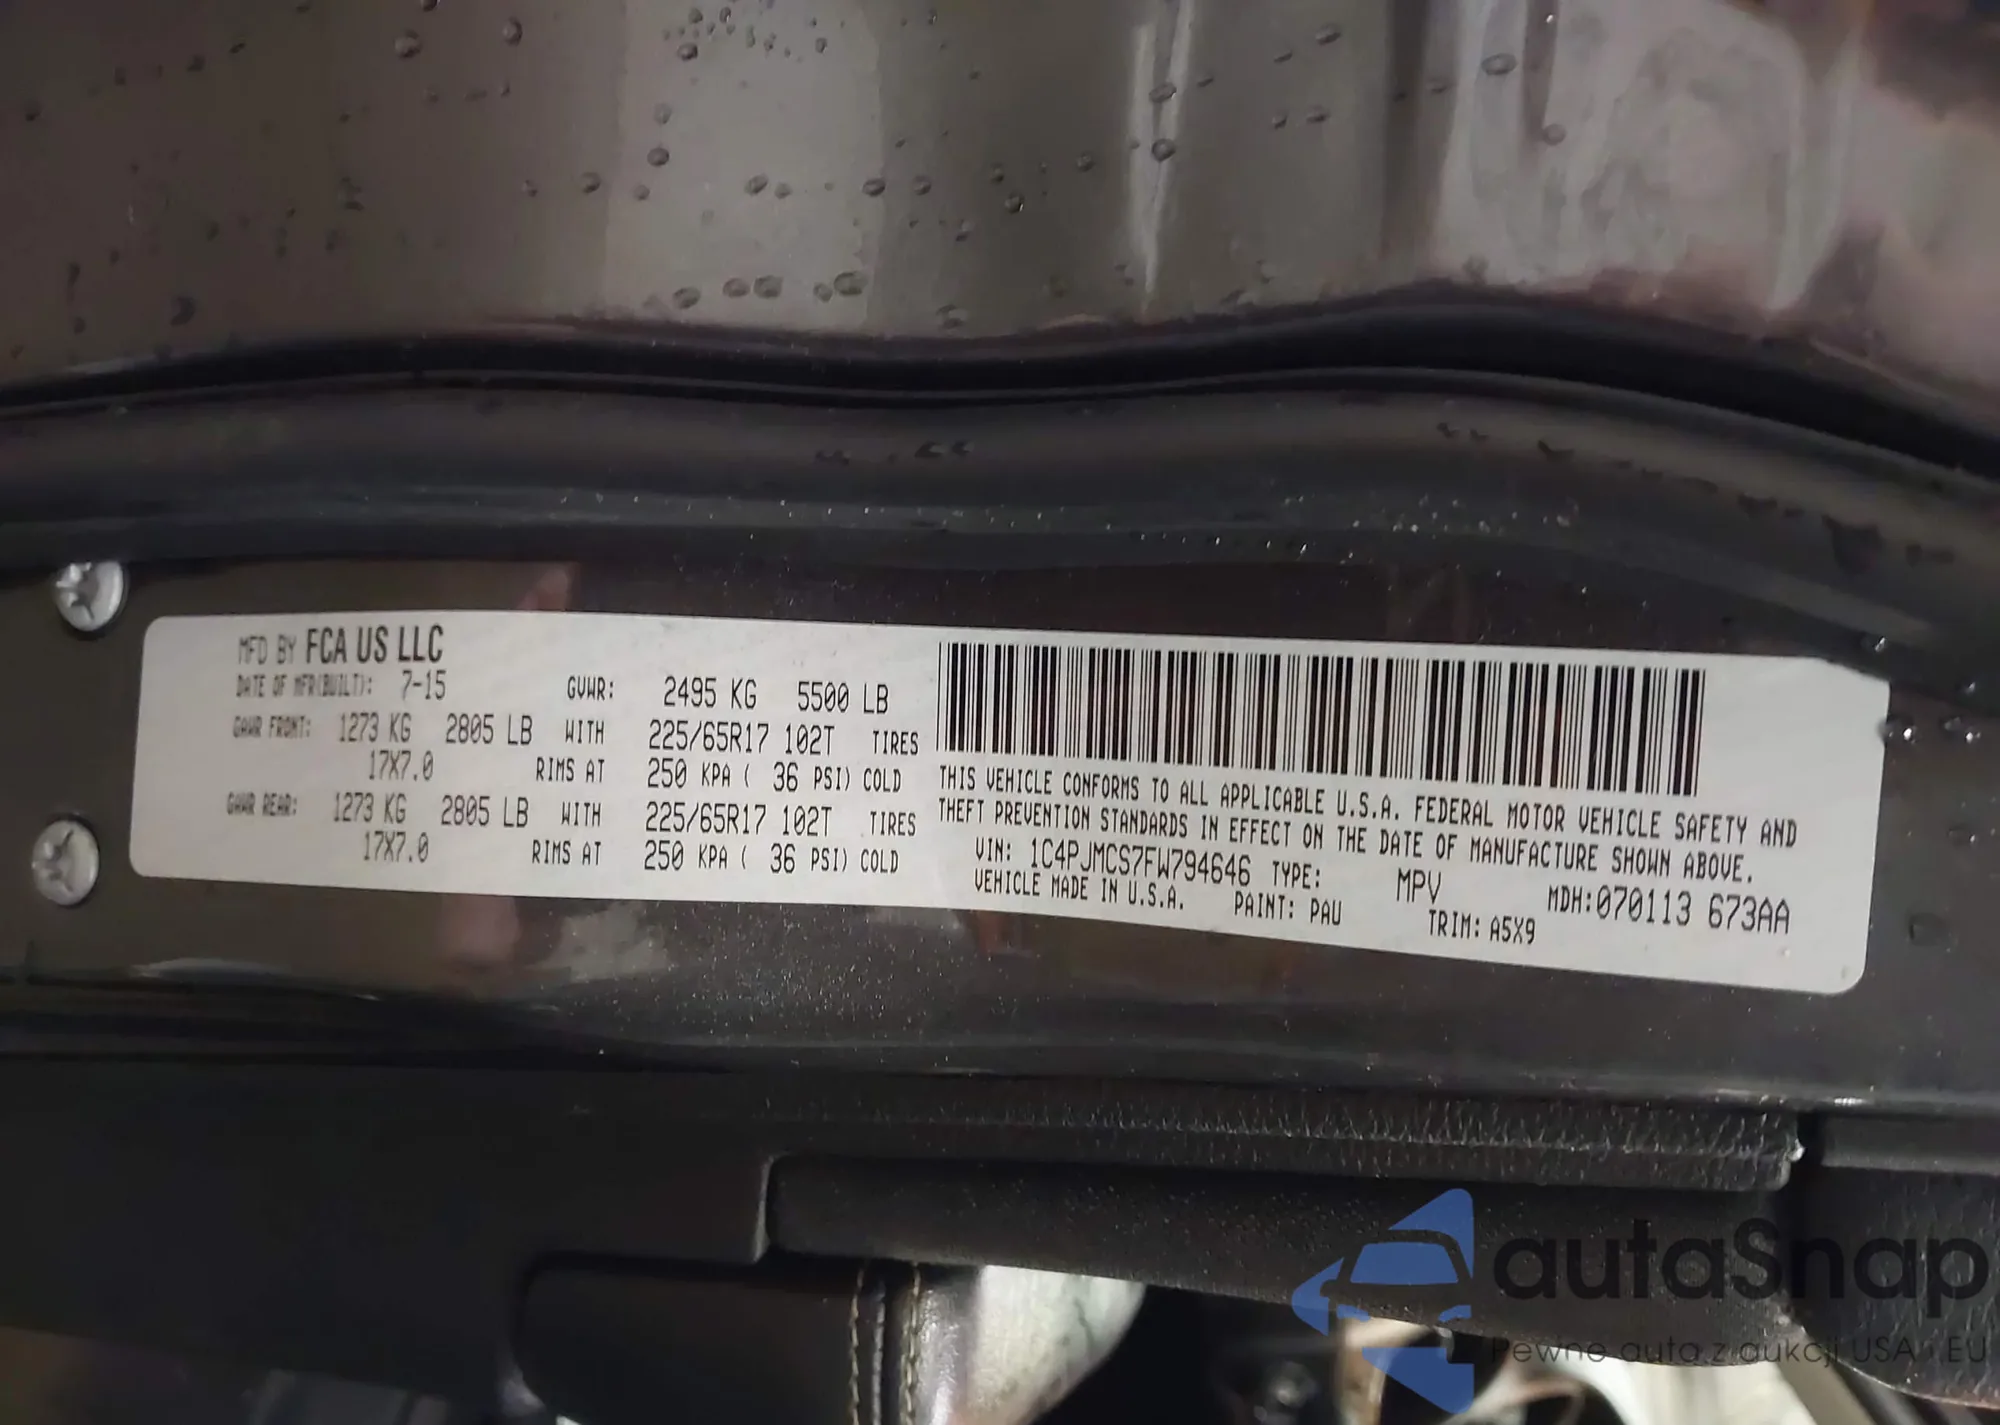 MFD BY FCA US LLC
DATE OF MFR(BUILT): 7-15 GVWR: 2495 KG 5500 LB
GAWR FRONT: 1273 KG 2805 LB WITH 225/65R17 102T TIRES
17X7.0 RIMS AT 250 KPA ( 36 PSI) COLD
GAWR REAR: 1273 KG 2805 LB WITH 225/65R17 102T TIRES
17X7.0 RIMS AT 250 KPA ( 36 PSI) COLD
THIS VEHICLE CONFORMS TO ALL APPLICABLE U.S.A. FEDERAL MOTOR VEHICLE SAFETY AND
THEFT PREVENTION STANDARDS IN EFFECT ON THE DATE OF MANUFACTURE SHOWN ABOVE.
VIN: 1C4PJMCS7FW794646 TYPE: MPV MDH:070113 673AA
VEHICLE MADE IN U.S.A. PAINT: PAU TRIM: A5X9
autaSnap
Pewne auta z aukcji USA i EU